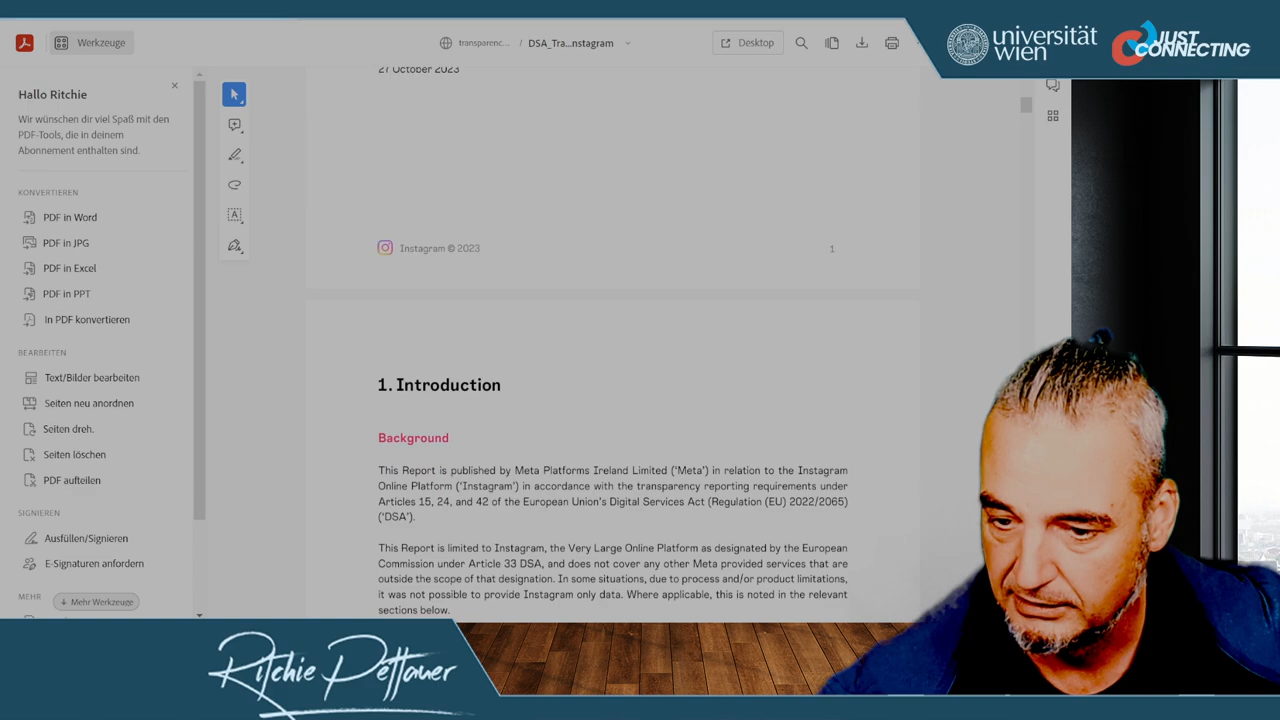 Werkzeuge
transparenc... / DSA_Tra...nstagram
Desktop
universität
wien
JUST
CONNECTING
Hallo Ritchie
Wir wünschen dir viel Spaß mit den
PDF-Tools, die in deinem
Abonnement enthalten sind.
KONVERTIEREN
PDF in Word
PDF in JPG
PDF in Excel
PDF in PPT
In PDF konvertieren
BEARBEITEN
Text/Bilder bearbeiten
Seiten neu anordnen
Seiten dreh.
Seiten löschen
PDF aufteilen
SIGNIEREN
Ausfüllen/Signieren
E-Signaturen anfordern
MEHR
Mehr Werkzeuge
27 October 2023
Instagram © 2023 1
1. Introduction
Background
This Report is published by Meta Platforms Ireland Limited (‘Meta’) in relation to the Instagram
Online Platform (‘Instagram’) in accordance with the transparency reporting requirements under
Articles 15, 24, and 42 of the European Union’s Digital Services Act (Regulation (EU) 2022/2065)
(‘DSA’).
This Report is limited to Instagram, the Very Large Online Platform as designated by the European
Commission under Article 33 DSA, and does not cover any other Meta provided services that are
outside the scope of that designation. In some situations, due to process and/or product limitations,
it was not possible to provide Instagram only data. Where applicable, this is noted in the relevant
sections below.
Ritchie Pettauer